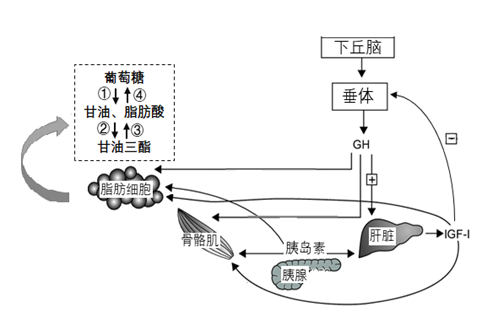 下丘脑
垂体
GH
葡萄糖
① ④
甘油、脂肪酸
② ③
甘油三酯
脂肪细胞
骨骼肌
胰岛素
胰腺
肝脏
IGF-I
+
-